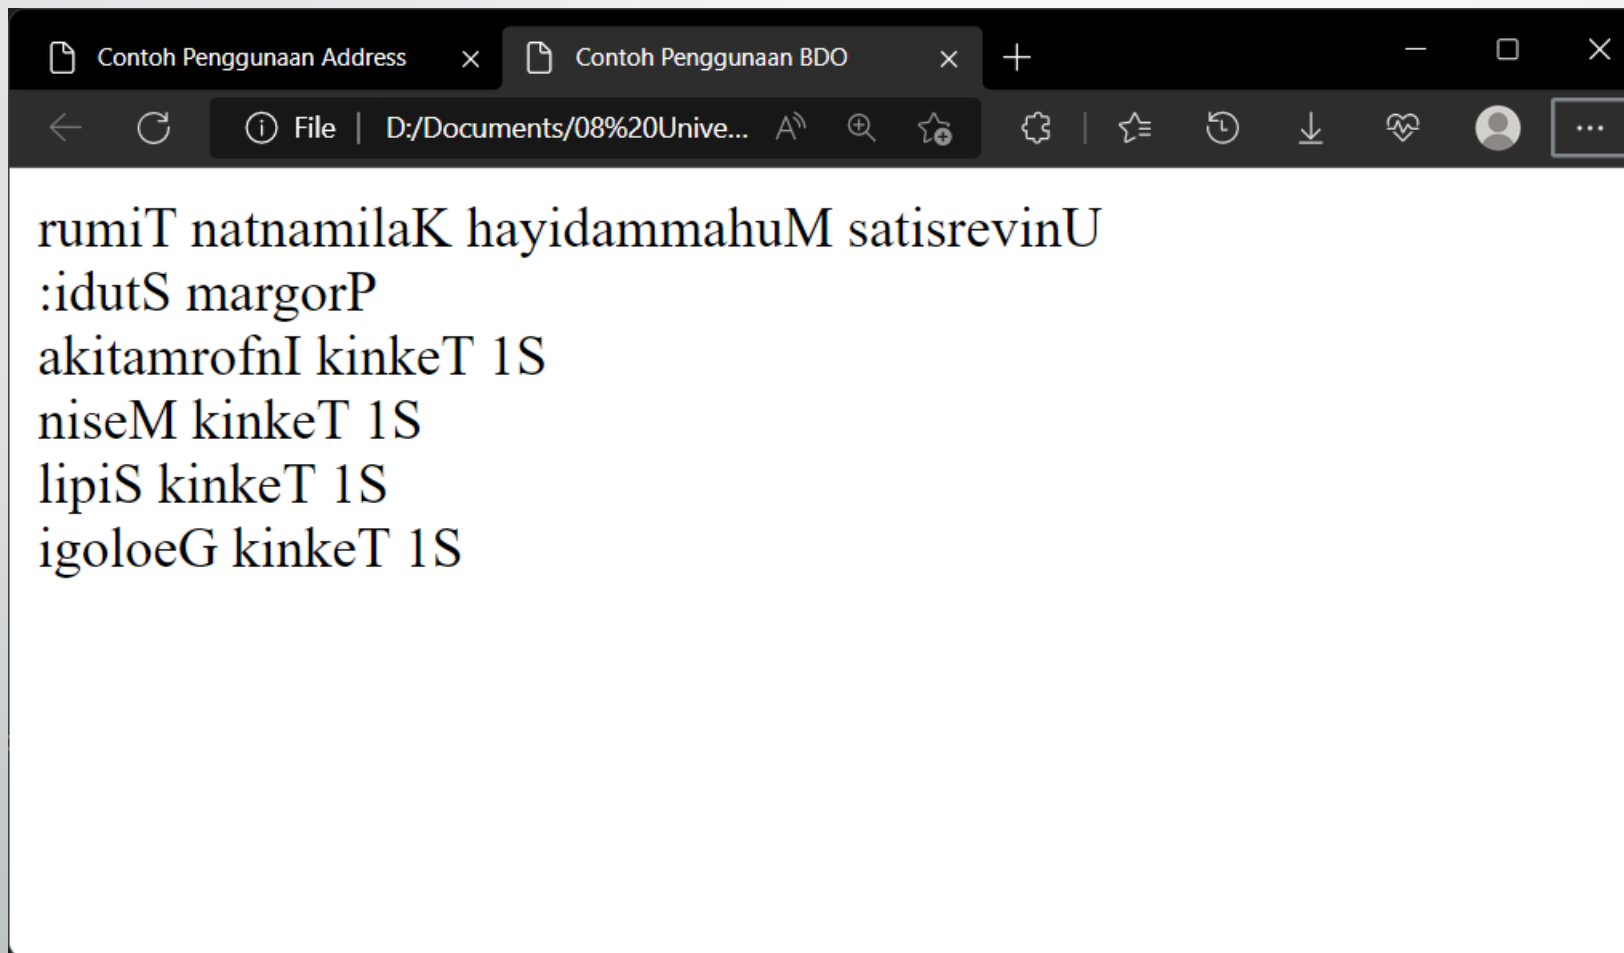 Contoh Penggunaan Address
Contoh Penggunaan BDO
File
D:/Documents/08%20Unive...
rumiT natnamilaK hayidammahuM satisrevinU
:idutS margorP
akitamrofnI kinkeT 1S
niseM kinkeT 1S
lipiS kinkeT 1S
igoloeG kinkeT 1S